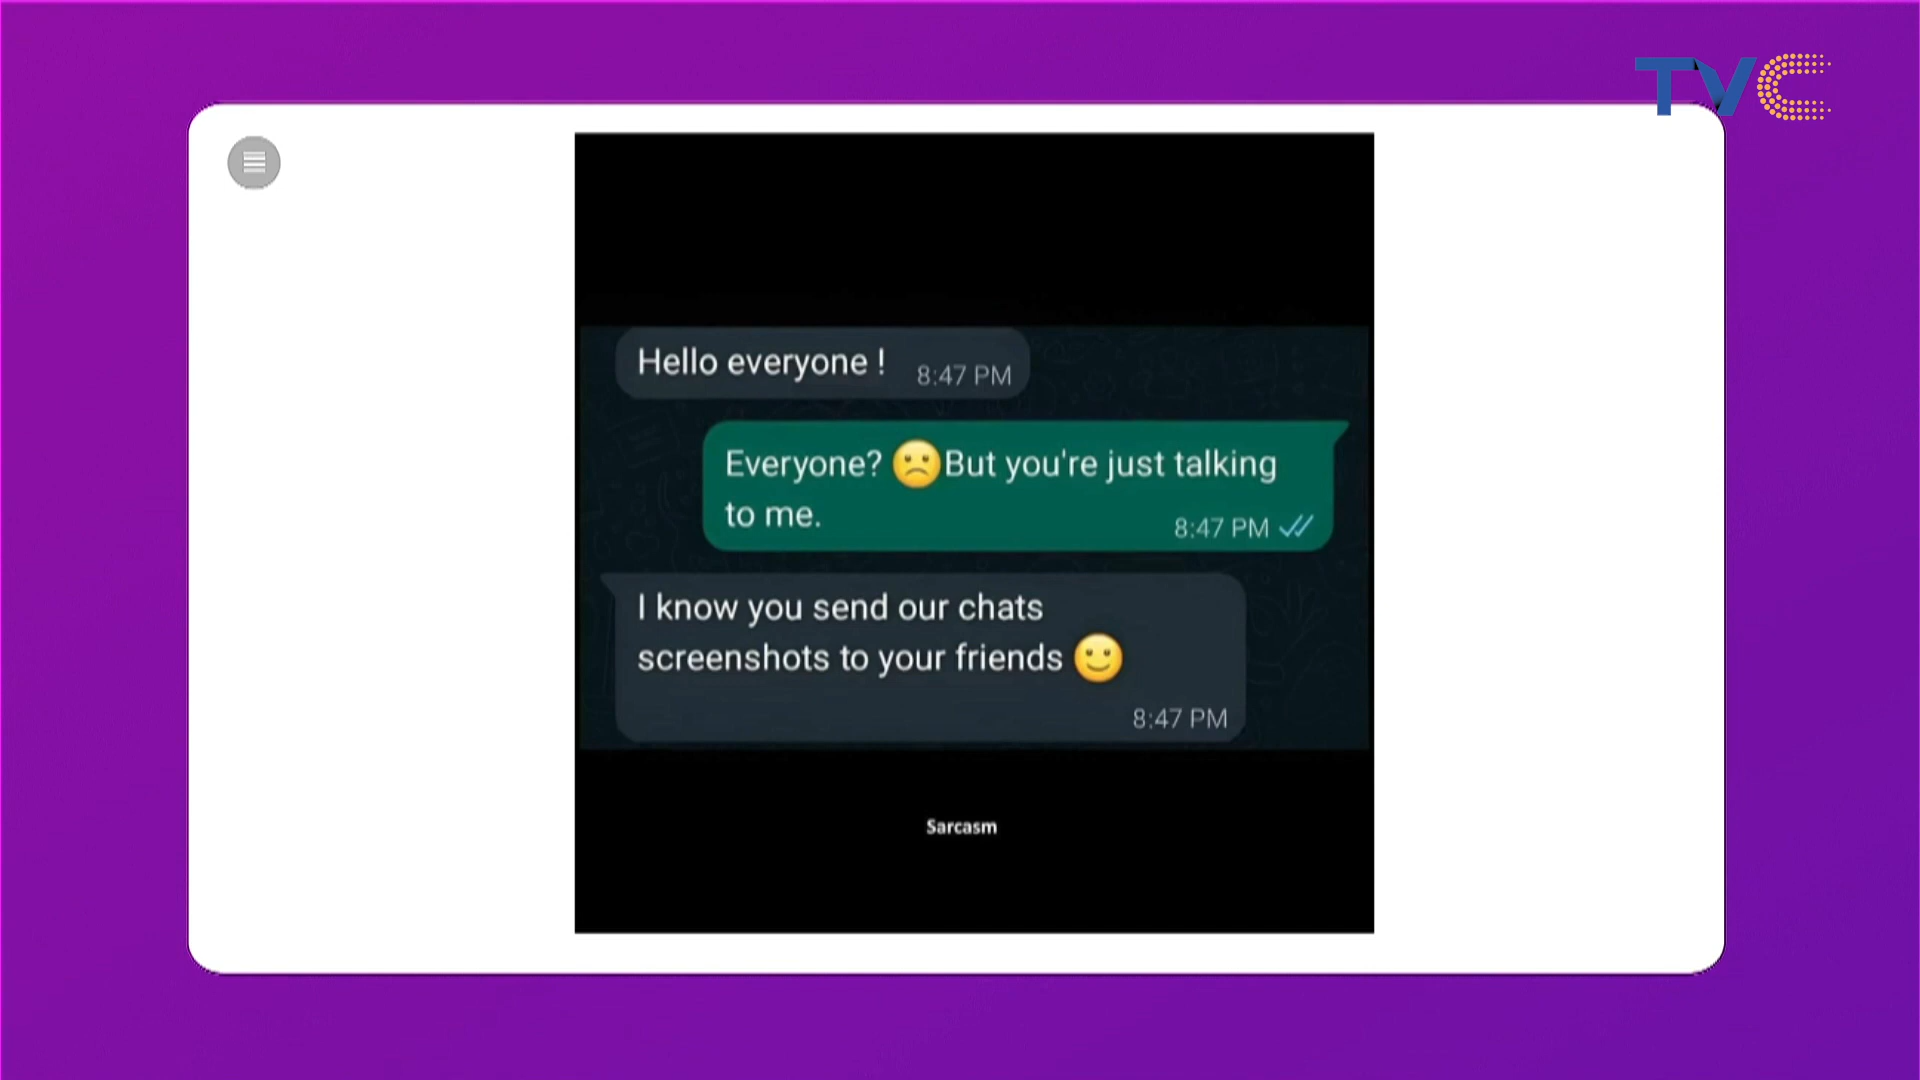 TVC
Hello everyone ! 8:47 PM
Everyone? 🙁But you're just talking
to me. 8:47 PM
I know you send our chats
screenshots to your friends 🙂
8:47 PM
Sarcasm